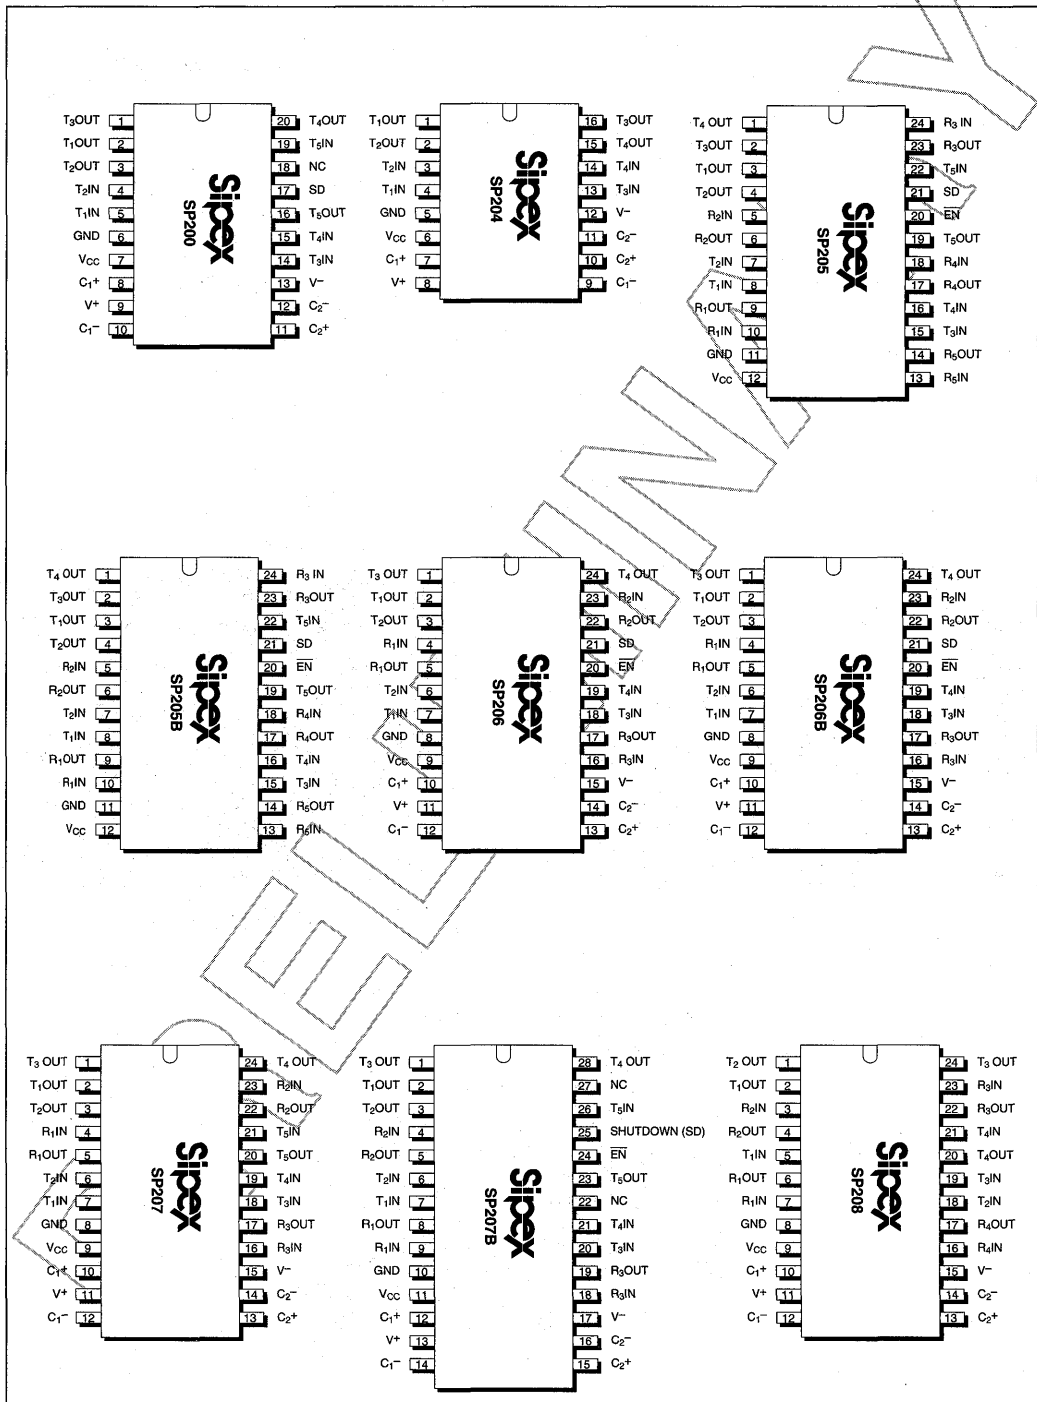 T₃OUT 1 20 T₄OUT
T₁OUT 2 19 T₅IN
T₂OUT 3 18 NC
T₂IN 4 17 SD
T₁IN 5 16 T₅OUT
GND 6 15 T₄IN
VCC 7 14 T₃IN
C₁+ 8 13 V−
V+ 9 12 C₂−
C₁− 10 11 C₂+
Sipex
SP200
T₁OUT 1 16 T₃OUT
T₂OUT 2 15 T₄OUT
T₂IN 3 14 T₄IN
T₁IN 4 13 T₃IN
GND 5 12 V−
VCC 6 11 C₂−
C₁+ 7 10 C₂+
V+ 8 9 C₁−
Sipex
SP204
T₄ OUT 1 24 R₃ IN
T₃OUT 2 23 R₃OUT
T₁OUT 3 22 T₅IN
T₂OUT 4 21 SD
R₂IN 5 20 E̅N̅
R₂OUT 6 19 T₅OUT
T₂IN 7 18 R₄IN
T₁IN 8 17 R₄OUT
R₁OUT 9 16 T₄IN
R₁IN 10 15 T₃IN
GND 11 14 R₅OUT
VCC 12 13 R₅IN
Sipex
SP205
T₄ OUT 1 24 R₃ IN
T₃OUT 2 23 R₃OUT
T₁OUT 3 22 T₅IN
T₂OUT 4 21 SD
R₂IN 5 20 E̅N̅
R₂OUT 6 19 T₅OUT
T₂IN 7 18 R₄IN
T₁IN 8 17 R₄OUT
R₁OUT 9 16 T₄IN
R₁IN 10 15 T₃IN
GND 11 14 R₅OUT
VCC 12 13 R₅IN
Sipex
SP205B
T₃ OUT 1 24 T₄ OUT
T₁OUT 2 23 R₂IN
T₂OUT 3 22 R₂OUT
R₁IN 4 21 SD
R₁OUT 5 20 E̅N̅
T₂IN 6 19 T₄IN
T₁IN 7 18 T₃IN
GND 8 17 R₃OUT
VCC 9 16 R₃IN
C₁+ 10 15 V−
V+ 11 14 C₂−
C₁− 12 13 C₂+
Sipex
SP206
T₃ OUT 1 24 T₄ OUT
T₁OUT 2 23 R₂IN
T₂OUT 3 22 R₂OUT
R₁IN 4 21 SD
R₁OUT 5 20 E̅N̅
T₂IN 6 19 T₄IN
T₁IN 7 18 T₃IN
GND 8 17 R₃OUT
VCC 9 16 R₃IN
C₁+ 10 15 V−
V+ 11 14 C₂−
C₁− 12 13 C₂+
Sipex
SP206B
T₃ OUT 1 24 T₄ OUT
T₁OUT 2 23 R₂IN
T₂OUT 3 22 R₂OUT
R₁IN 4 21 T₅IN
R₁OUT 5 20 T₅OUT
T₂IN 6 19 T₄IN
T₁IN 7 18 T₃IN
GND 8 17 R₃OUT
VCC 9 16 R₃IN
C₁+ 10 15 V−
V+ 11 14 C₂−
C₁− 12 13 C₂+
Sipex
SP207
T₃ OUT 1 28 T₄ OUT
T₁OUT 2 27 NC
T₂OUT 3 26 T₅IN
R₂IN 4 25 SHUTDOWN (SD)
R₂OUT 5 24 E̅N̅
T₂IN 6 23 T₅OUT
T₁IN 7 22 NC
R₁OUT 8 21 T₄IN
R₁IN 9 20 T₃IN
GND 10 19 R₃OUT
VCC 11 18 R₃IN
C₁+ 12 17 V−
V+ 13 16 C₂−
C₁− 14 15 C₂+
Sipex
SP207B
T₂ OUT 1 24 T₃ OUT
T₁OUT 2 23 R₃IN
R₂IN 3 22 R₃OUT
R₂OUT 4 21 T₄IN
T₁IN 5 20 T₄OUT
R₁OUT 6 19 T₃IN
R₁IN 7 18 T₂IN
GND 8 17 R₄OUT
VCC 9 16 R₄IN
C₁+ 10 15 V−
V+ 11 14 C₂−
C₁− 12 13 C₂+
Sipex
SP208
PRELIMINARY